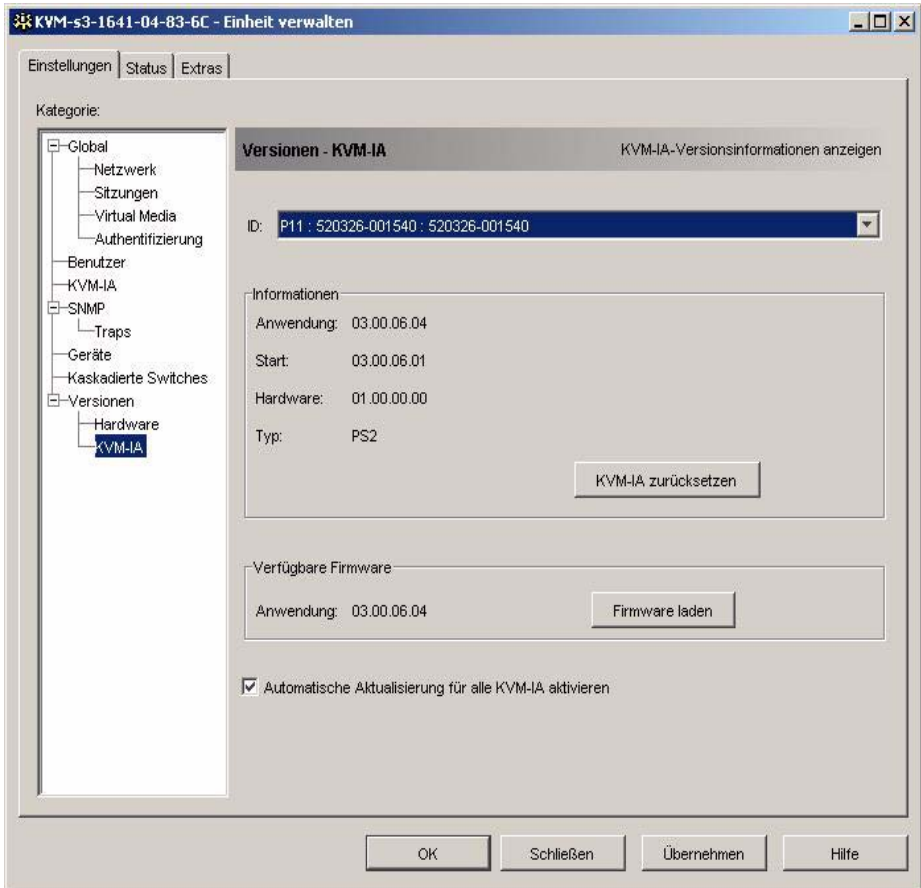 KVM-s3-1641-04-83-6C - Einheit verwalten
Einstellungen Status Extras
Kategorie:
Global
Netzwerk
Sitzungen
Virtual Media
Authentifizierung
Benutzer
KVM-IA
SNMP
Traps
Geräte
Kaskadierte Switches
Versionen
Hardware
KVM-IA
Versionen - KVM-IA KVM-IA-Versionsinformationen anzeigen
ID: P11 : 520326-001540 : 520326-001540
Informationen
Anwendung: 03.00.06.04
Start: 03.00.06.01
Hardware: 01.00.00.00
Typ: PS2
KVM-IA zurücksetzen
Verfügbare Firmware
Anwendung: 03.00.06.04 Firmware laden
Automatische Aktualisierung für alle KVM-IA aktivieren
OK Schließen Übernehmen Hilfe